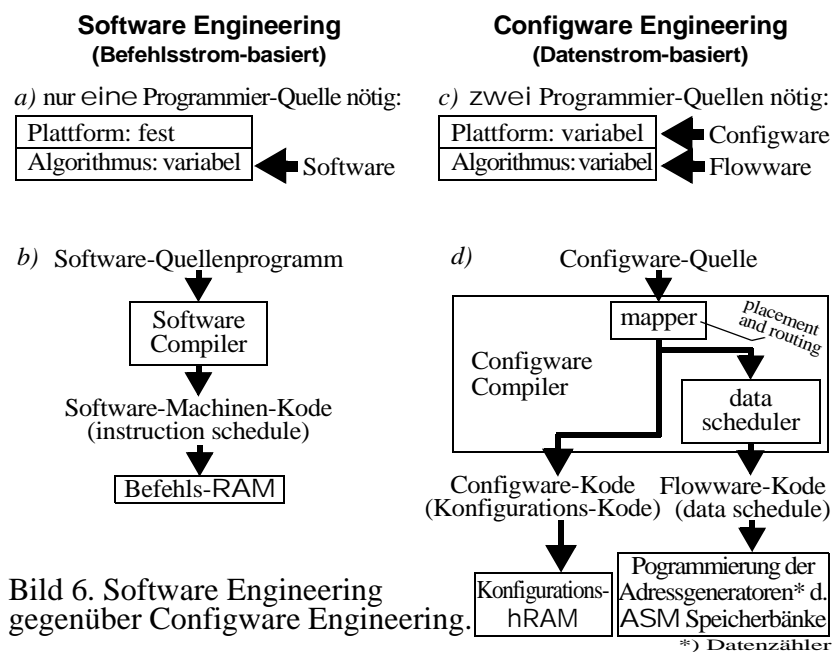 Software Engineering
(Befehlsstrom-basiert)
a) nur eine Programmier-Quelle nötig:
Plattform: fest
Algorithmus: variabel
Software
b) Software-Quellenprogramm
Software
Compiler
Software-Machinen-Kode
(instruction schedule)
Befehls-RAM
Configware Engineering
(Datenstrom-basiert)
c) zwei Programmier-Quellen nötig:
Plattform: variabel
Configware
Algorithmus: variabel
Flowware
d) Configware-Quelle
mapper
placement
and routing
Configware
Compiler
data
scheduler
Configware-Kode
(Konfigurations-Kode)
Flowware-Kode
(data schedule)
Konfigurations-
hRAM
Pogrammierung der
Adressgeneratoren* d.
ASM Speicherbänke
*) Datenzähler
Bild 6. Software Engineering
gegenüber Configware Engineering.